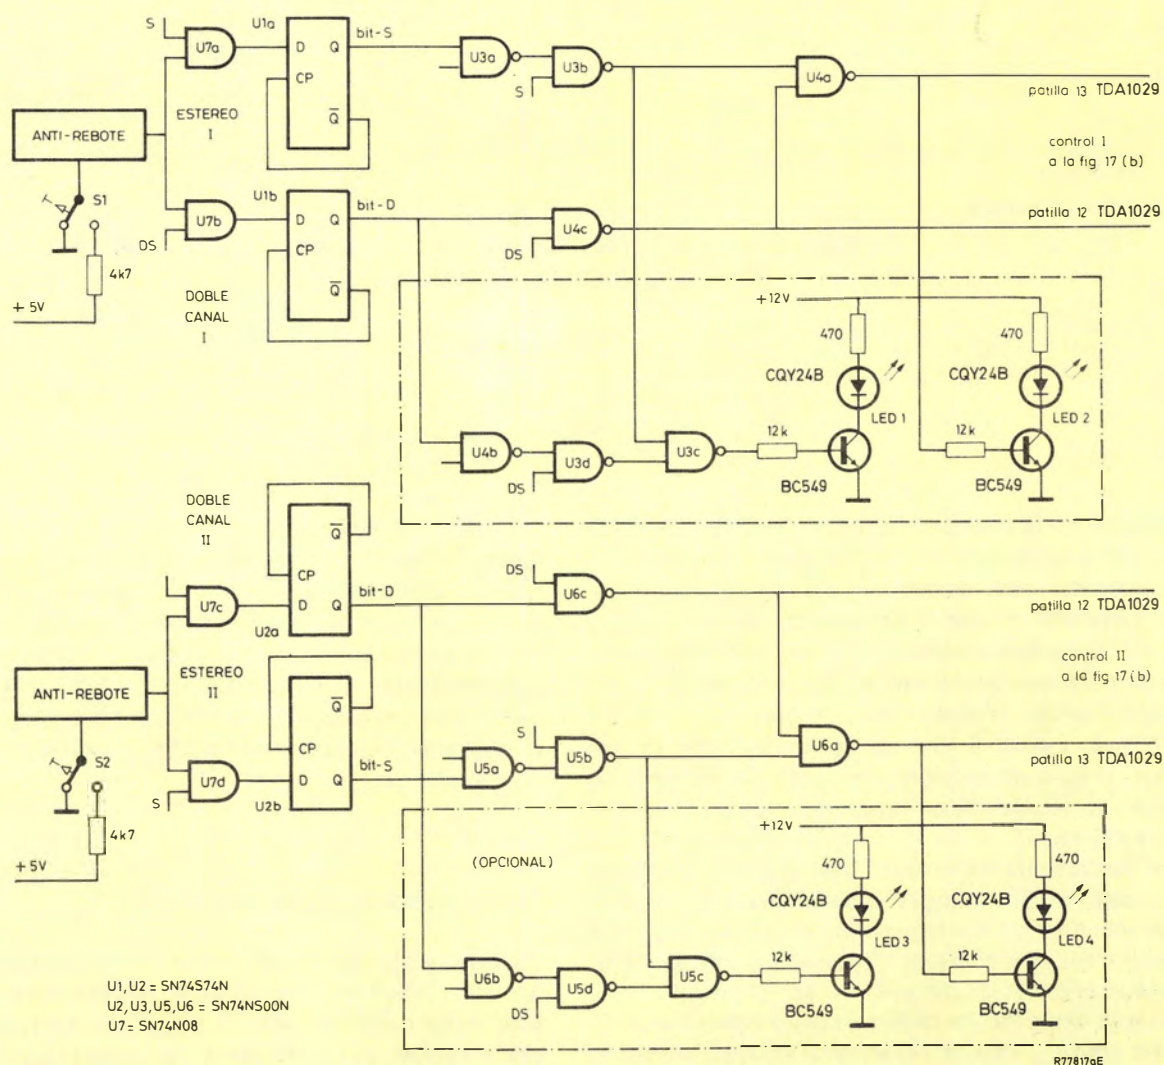 S
U7a
U1a
D
Q
CP
Q
bit-S
U3a
U3b
S
U4a
patilla 13 TDA1029
ESTEREO
I
ANTI-REBOTE
control I
a la fig 17 (b)
S1
U7b
DS
U1b
D
Q
CP
Q
bit-D
U4c
DS
patilla 12 TDA1029
4k7
+ 5V
DOBLE
CANAL
I
+12V
470
470
CQY24B
CQY24B
LED 1
LED 2
U4b
U3d
DS
U3c
12k
12k
BC549
BC549
DOBLE
CANAL
II
Q
CP
D
Q
U2a
bit-D
U7c
DS
U6c
patilla 12 TDA1029
ESTEREO
II
ANTI-REBOTE
control II
a la fig 17 (b)
S2
U7d
S
Q
CP
D
Q
U2b
bit-S
U5a
S
U5b
U6a
patilla 13 TDA1029
4k7
+ 5V
+12V
(OPCIONAL)
470
470
CQY24B
CQY24B
LED3
LED4
U6b
U5d
DS
U5c
12k
12k
BC549
BC549
U1,U2 = SN74S74N
U2,U3,U5,U6 = SN74NS00N
U7= SN74N08
R77817aE